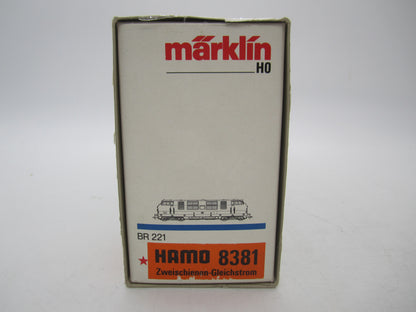 märklin
HO
BR 221
HAMO 8381
Zweischienen-Gleichstrom